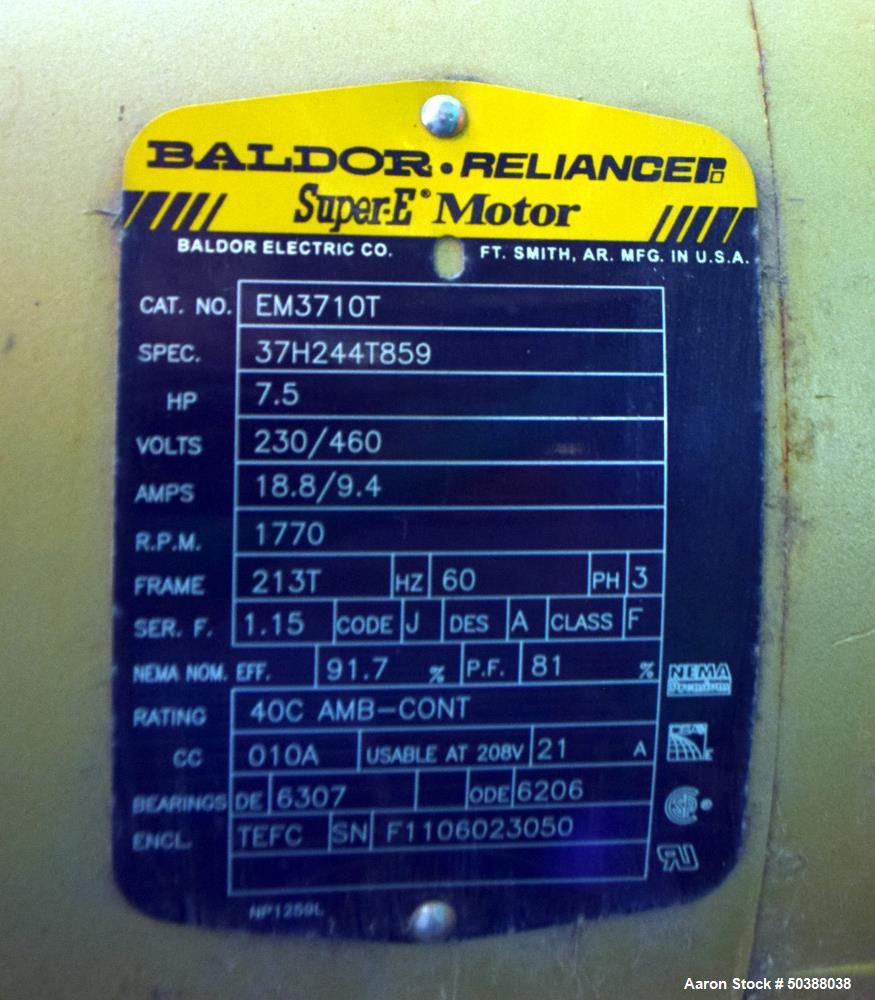 BALDOR • RELIANCER
Super-E® Motor
BALDOR ELECTRIC CO. FT. SMITH, AR. MFG. IN U.S.A.
CAT. NO. EM3710T
SPEC. 37H244T859
HP 7.5
VOLTS 230/460
AMPS 18.8/9.4
R.P.M. 1770
FRAME 213T HZ 60 PH 3
SER. F. 1.15 CODE J DES A CLASS F
NEMA NOM. EFF. 91.7 % P.F. 81 %
NEMA
Premium
RATING 40C AMB-CONT
CC 010A USABLE AT 208V 21 A
BEARINGS DE 6307 ODE 6206
ENCL. TEFC SN F1106023050
NP1259L
Aaron Stock # 50388038